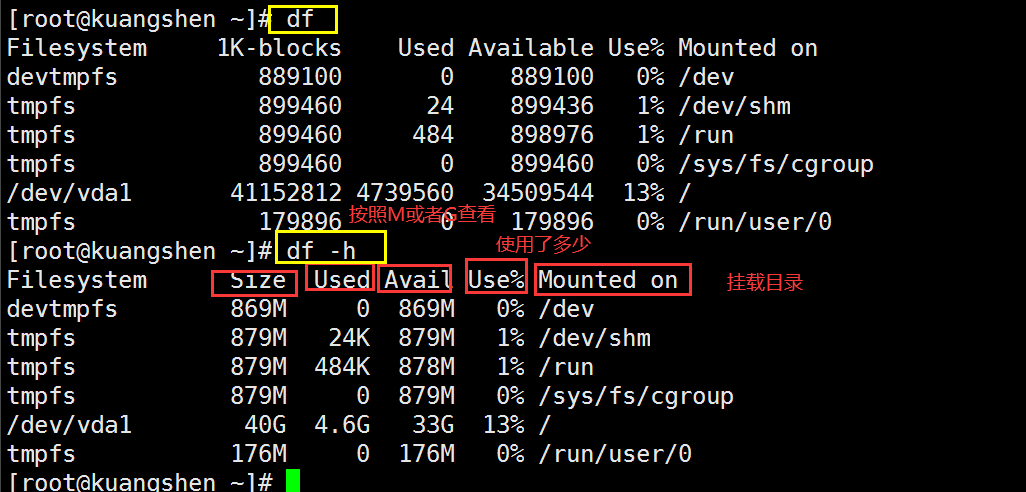 [root@kuangshen ~]# df
Filesystem 1K-blocks Used Available Use% Mounted on
devtmpfs 889100 0 889100 0% /dev
tmpfs 899460 24 899436 1% /dev/shm
tmpfs 899460 484 898976 1% /run
tmpfs 899460 0 899460 0% /sys/fs/cgroup
/dev/vda1 41152812 4739560 34509544 13% /
tmpfs 179896 0 179896 0% /run/user/0
按照M或者G查看
[root@kuangshen ~]# df -h
使用了多少
Filesystem Size Used Avail Use% Mounted on
挂载目录
devtmpfs 869M 0 869M 0% /dev
tmpfs 879M 24K 879M 1% /dev/shm
tmpfs 879M 484K 878M 1% /run
tmpfs 879M 0 879M 0% /sys/fs/cgroup
/dev/vda1 40G 4.6G 33G 13% /
tmpfs 176M 0 176M 0% /run/user/0
[root@kuangshen ~]#